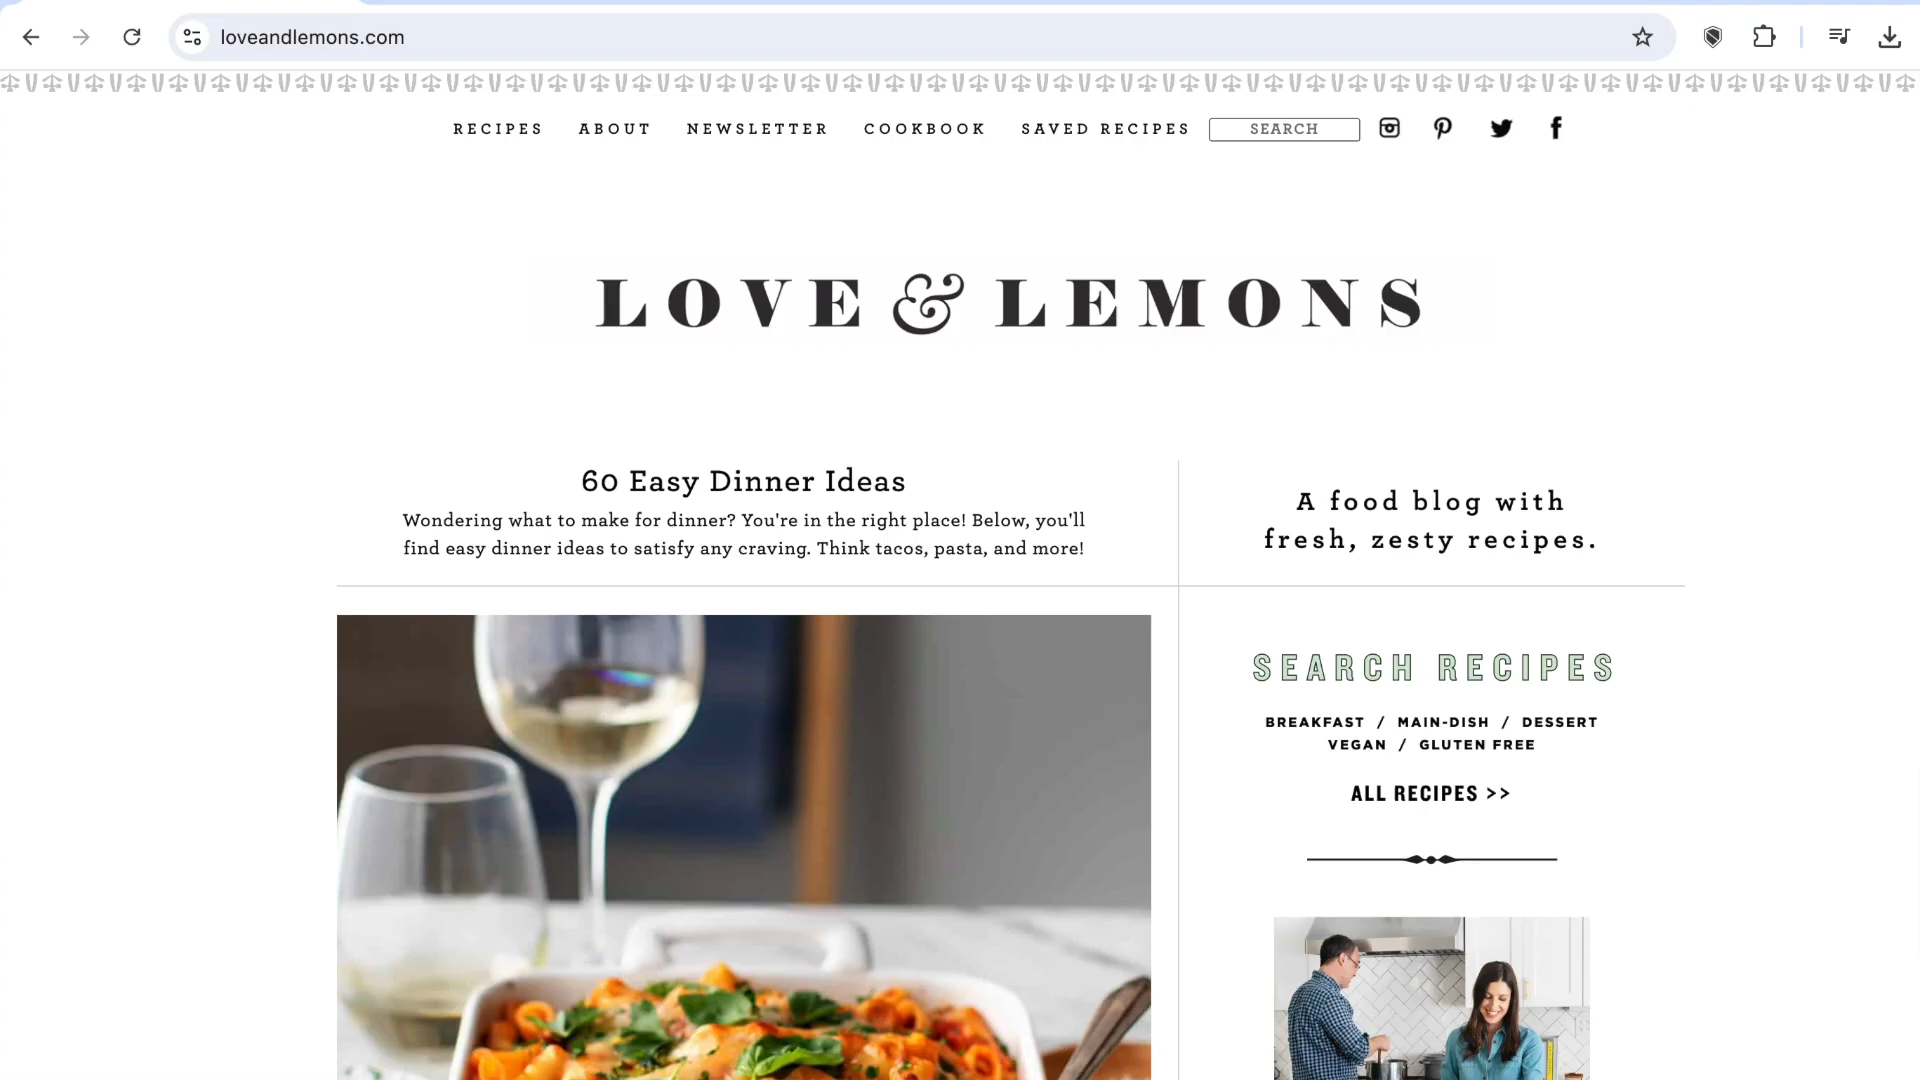 loveandlemons.com
RECIPES ABOUT NEWSLETTER COOKBOOK SAVED RECIPES SEARCH
LOVE & LEMONS
60 Easy Dinner Ideas
Wondering what to make for dinner? You're in the right place! Below, you'll
find easy dinner ideas to satisfy any craving. Think tacos, pasta, and more!
A food blog with
fresh, zesty recipes.
SEARCH RECIPES
BREAKFAST / MAIN-DISH / DESSERT
VEGAN / GLUTEN FREE
ALL RECIPES >>